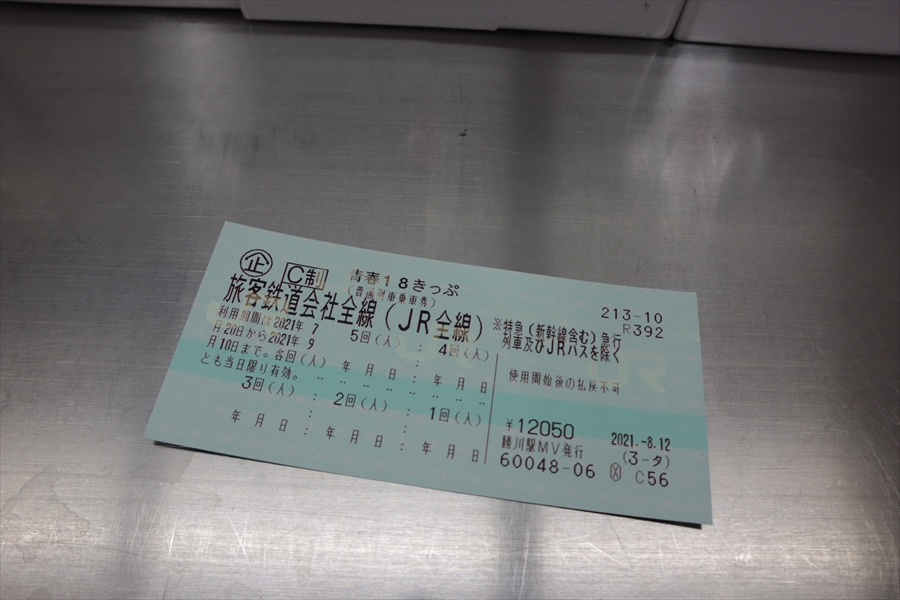 企 C制 青春18きっぷ 213-10
(普通列車乗車券) R392
旅客鉄道会社全線(JR全線)
※特急(新幹線含む)急行
列車及びJRバスを除く
利用期間は2021年 7
月20日から2021年 9
月10日まで。各回(人)
とも当日限り有効。
5回(人) : 4回(人)
年 月 日 : 年 月 日
3回(人) : 2回(人) : 1回(人)
年 月 日 : 年 月 日 : 年 月 日
使用開始後の払戻不可
¥12050 2021.-8.12
勝川駅MV発行 (3-タ)
60048-06 C56